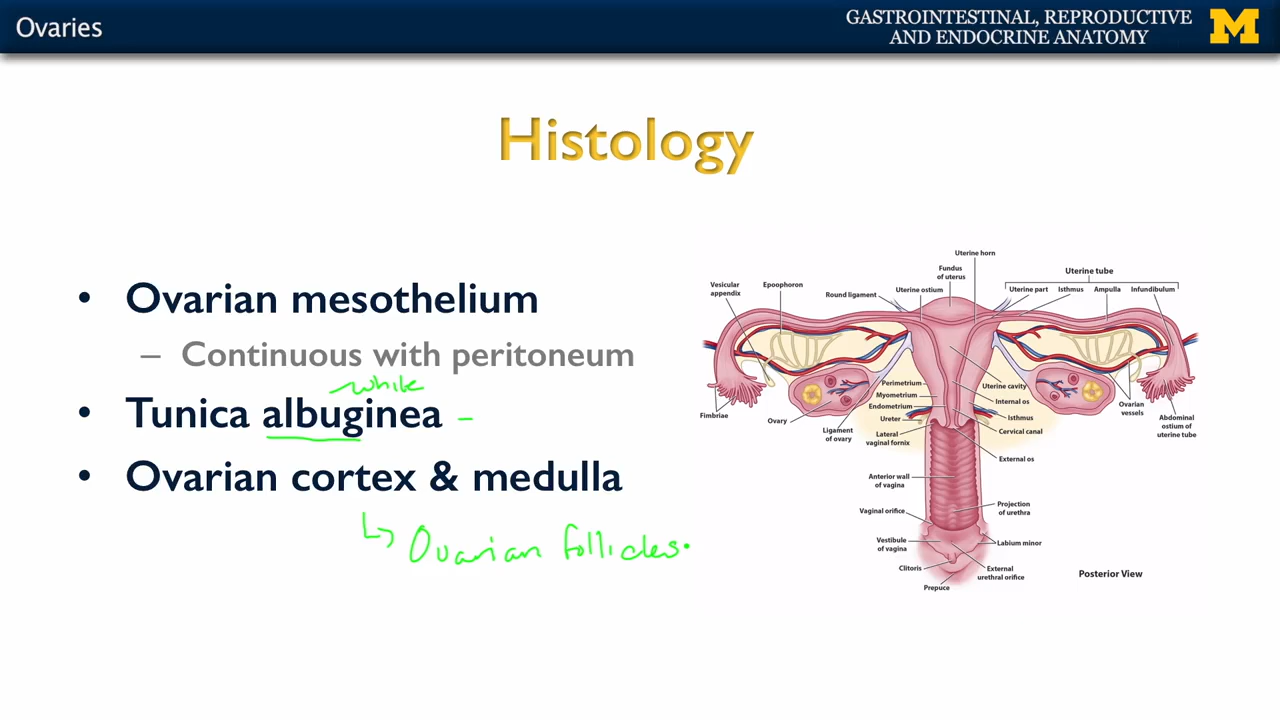 Ovaries
GASTROINTESTINAL, REPRODUCTIVE
AND ENDOCRINE ANATOMY
M
Histology
• Ovarian mesothelium
– Continuous with peritoneum
white
• Tunica albuginea –
• Ovarian cortex & medulla
↳ Ovarian follicles.
Uterine horn
Fundus
of uterus
Uterine tube
Vesicular
appendix
Epoophoron
Round ligament
Uterine ostium
Uterine part
Isthmus
Ampulla
Infundibulum
Perimetrium
Myometrium
Endometrium
Ureter
Lateral
vaginal fornix
Uterine cavity
Internal os
Isthmus
Cervical canal
External os
Fimbriae
Ovary
Ligament
of ovary
Ovarian
vessels
Abdominal
ostium of
uterine tube
Anterior wall
of vagina
Vaginal orifice
Projection
of urethra
Vestibule
of vagina
Labium minor
Clitoris
External
urethral orifice
Prepuce
Posterior View